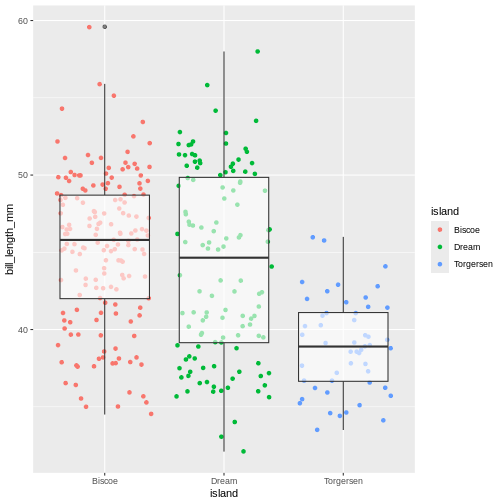 60
50
40
bill_length_mm
Biscoe
Dream
Torgersen
island
island
Biscoe
Dream
Torgersen